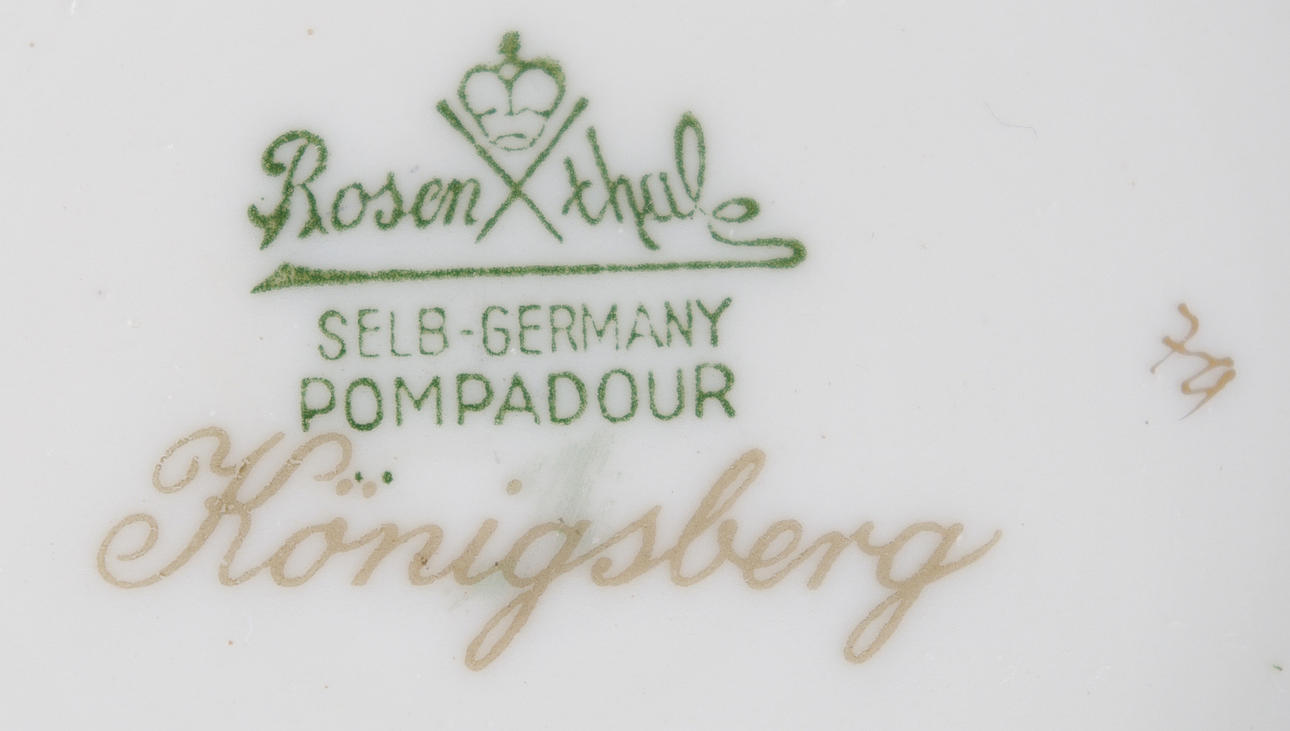 Rosenthal
SELB-GERMANY
POMPADOUR
Königsberg